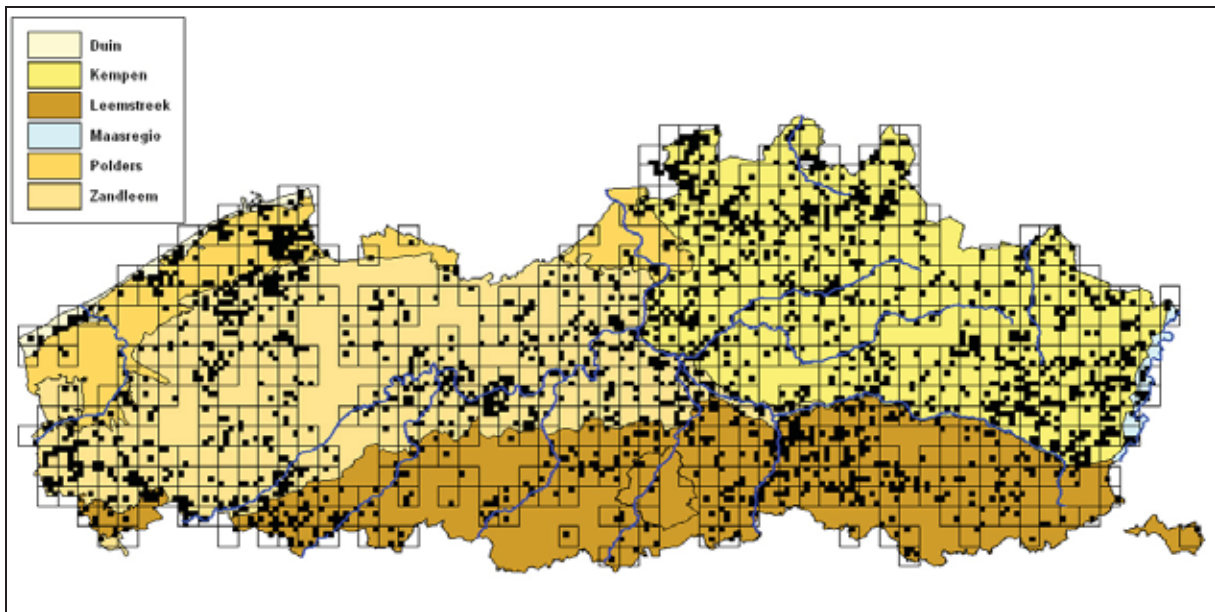 Duin
Kempen
Leemstreek
Maasregio
Polders
Zandleem